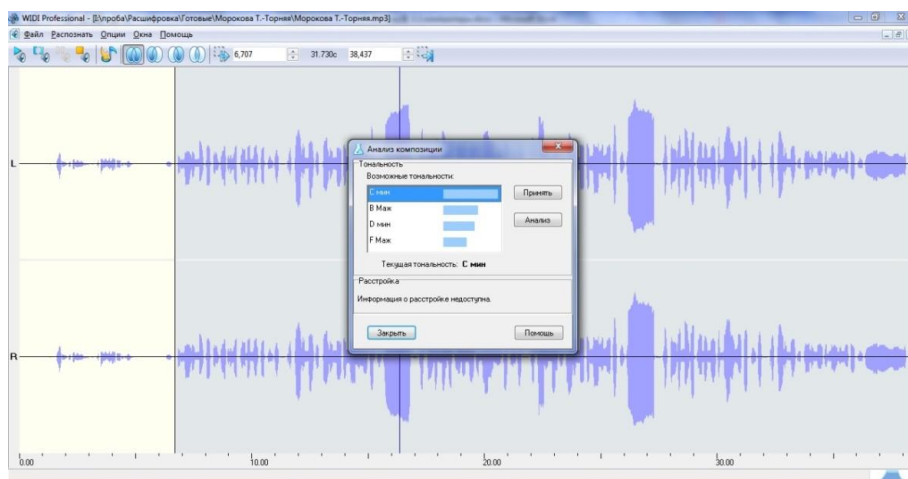 WIDI Professional - [I:\проба\Расшифровка\Готовые\Морокова Т.-Торняя\Морокова Т.-Торняя.mp3]
Файл Распознать Опции Окна Помощь
6,707 31.730с 38,437
L
Анализ композиции
Тональность
Возможные тональности:
C мин
B Маж
D мин
F Маж
Принять
Анализ
Текущая тональность: C мин
Расстройка
Информация о расстройке недоступна.
Закрыть Помощь
R
0.00 10.00 20.00 30.00